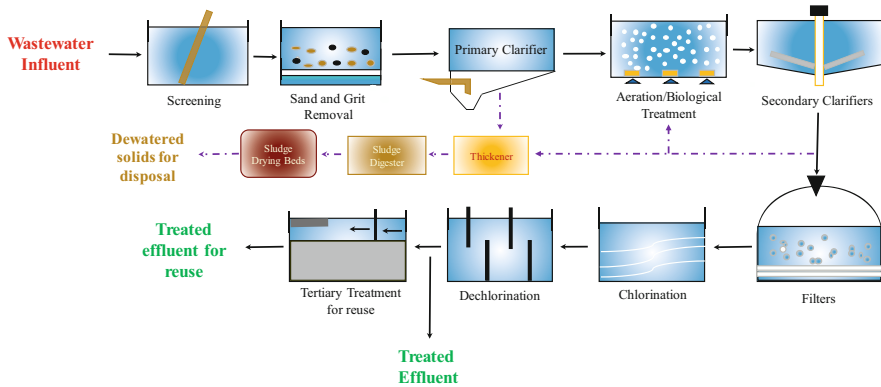 Wastewater
Influent
Screening
Sand and Grit
Removal
Primary Clarifier
Aeration/Biological
Treatment
Secondary Clarifiers
Dewatered
solids for
disposal
Sludge
Drying Beds
Sludge
Digester
Thickener
Treated
effluent for
reuse
Tertiary Treatment
for reuse
Dechlorination
Chlorination
Filters
Treated
Effluent